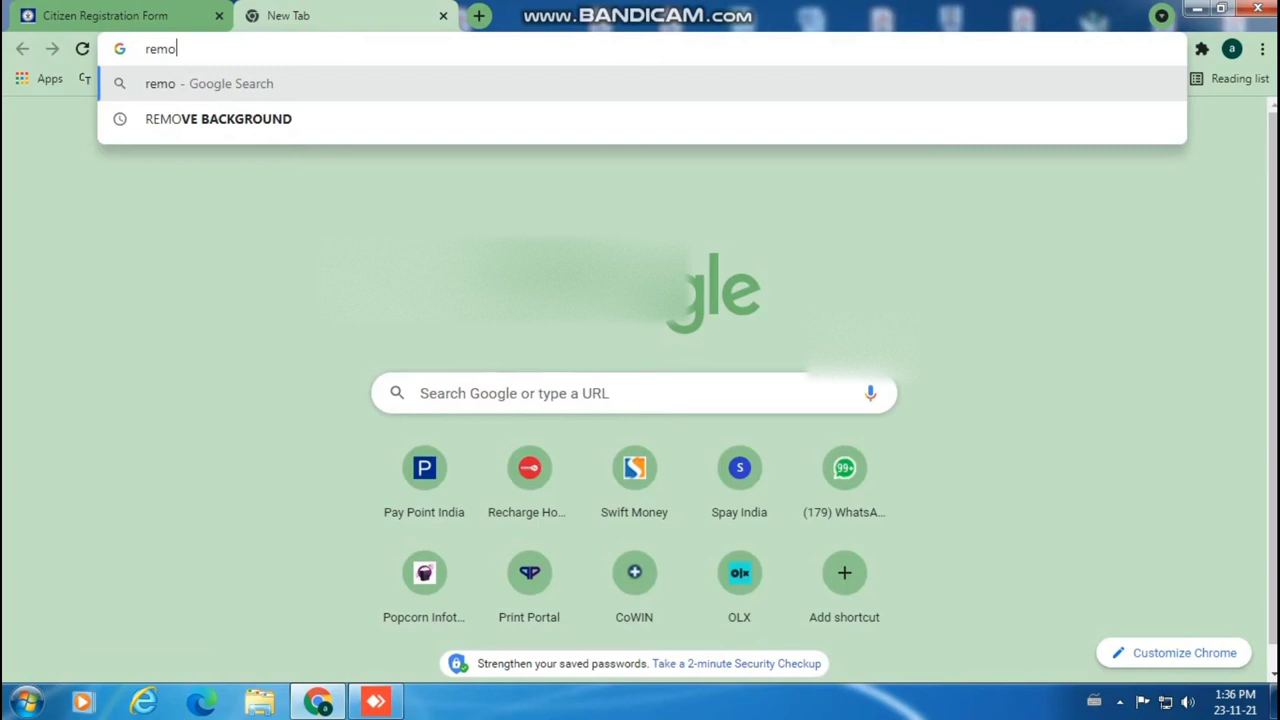 Citizen Registration Form
New Tab
www.BANDICAM.com
remo
a
remo - Google Search
REMOVE BACKGROUND
Apps
Reading list
gle
Search Google or type a URL
P
S
99+
Pay Point India
Recharge Ho...
Swift Money
Spay India
(179) WhatsA...
olx
Popcorn Infot...
Print Portal
CoWIN
OLX
Add shortcut
Strengthen your saved passwords. Take a 2-minute Security Checkup
Customize Chrome
1:36 PM
23-11-21